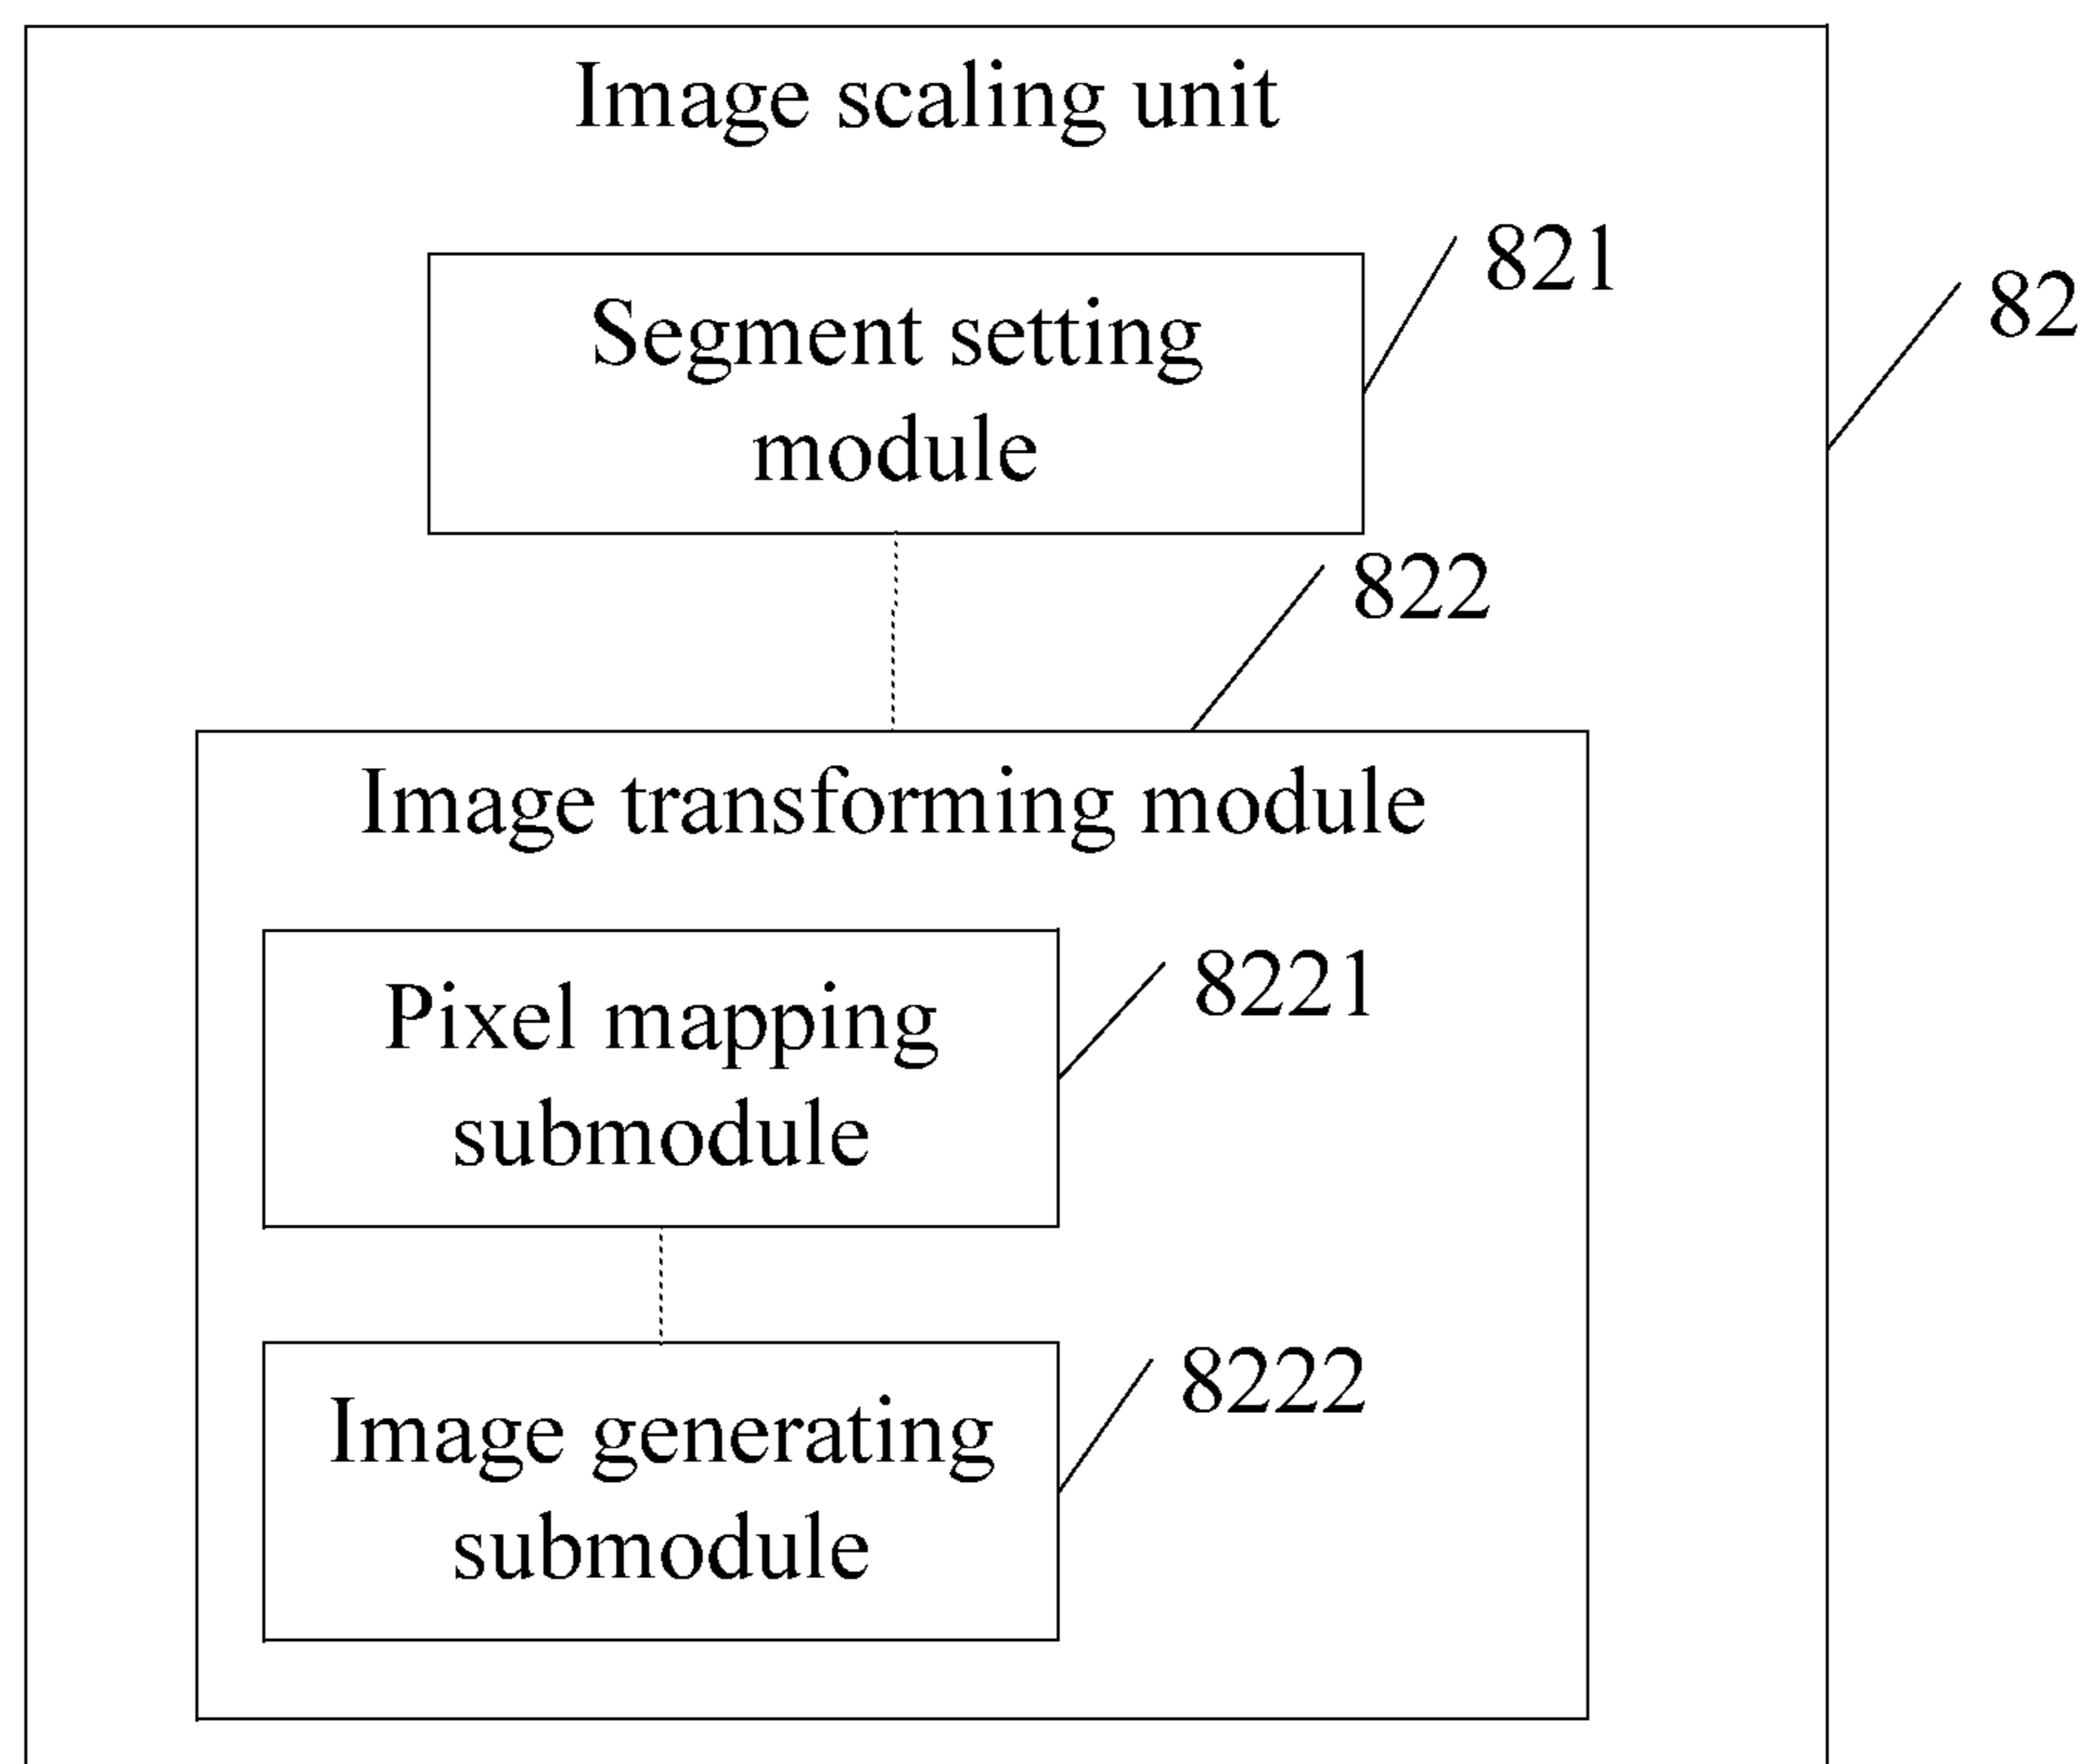 Image scaling unit
821
82
Segment setting
module
822
Image transforming module
8221
Pixel mapping
submodule
8222
Image generating
submodule